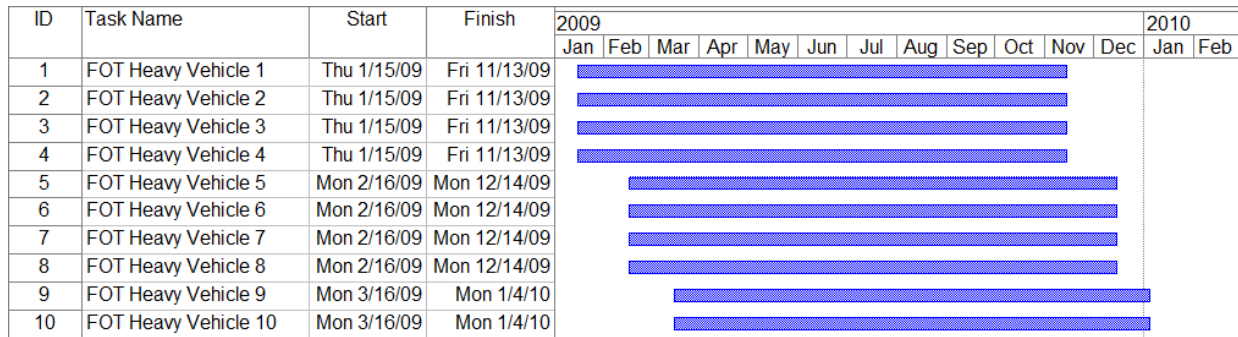 ID Task Name Start Finish 2009 2010
Jan Feb Mar Apr May Jun Jul Aug Sep Oct Nov Dec Jan Feb
1 FOT Heavy Vehicle 1 Thu 1/15/09 Fri 11/13/09
2 FOT Heavy Vehicle 2 Thu 1/15/09 Fri 11/13/09
3 FOT Heavy Vehicle 3 Thu 1/15/09 Fri 11/13/09
4 FOT Heavy Vehicle 4 Thu 1/15/09 Fri 11/13/09
5 FOT Heavy Vehicle 5 Mon 2/16/09 Mon 12/14/09
6 FOT Heavy Vehicle 6 Mon 2/16/09 Mon 12/14/09
7 FOT Heavy Vehicle 7 Mon 2/16/09 Mon 12/14/09
8 FOT Heavy Vehicle 8 Mon 2/16/09 Mon 12/14/09
9 FOT Heavy Vehicle 9 Mon 3/16/09 Mon 1/4/10
10 FOT Heavy Vehicle 10 Mon 3/16/09 Mon 1/4/10